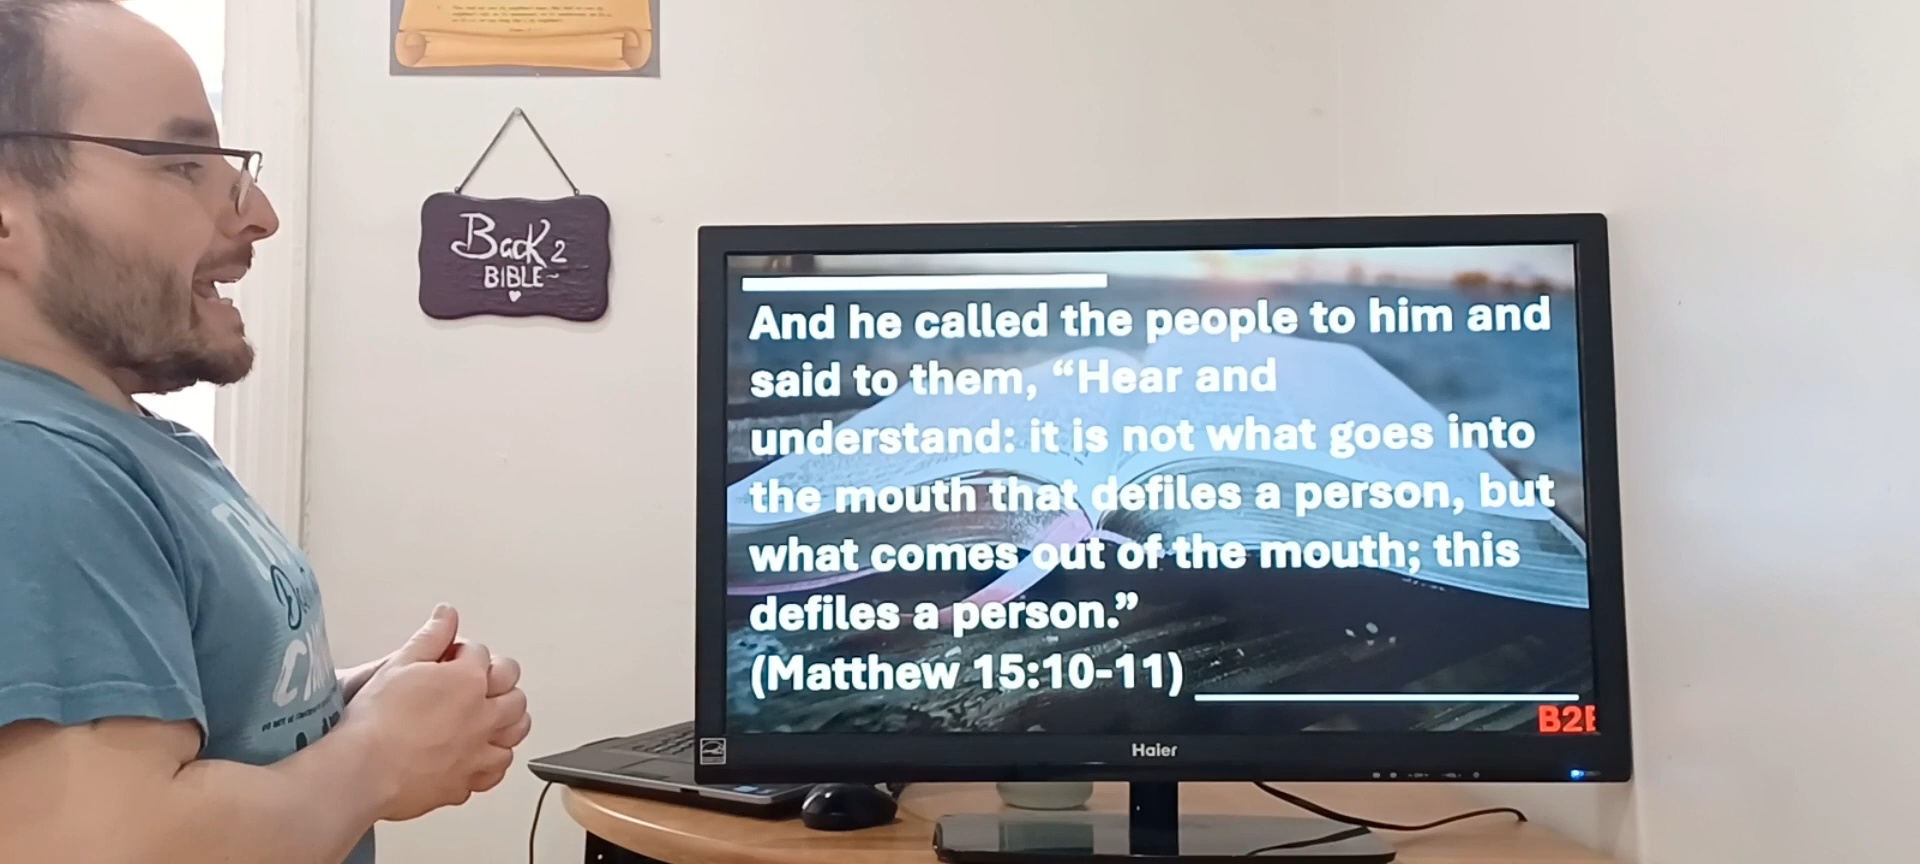 Back 2
BIBLE~
And he called the people to him and
said to them, “Hear and
understand: it is not what goes into
the mouth that defiles a person, but
what comes out of the mouth; this
defiles a person.”
(Matthew 15:10-11)
Haier